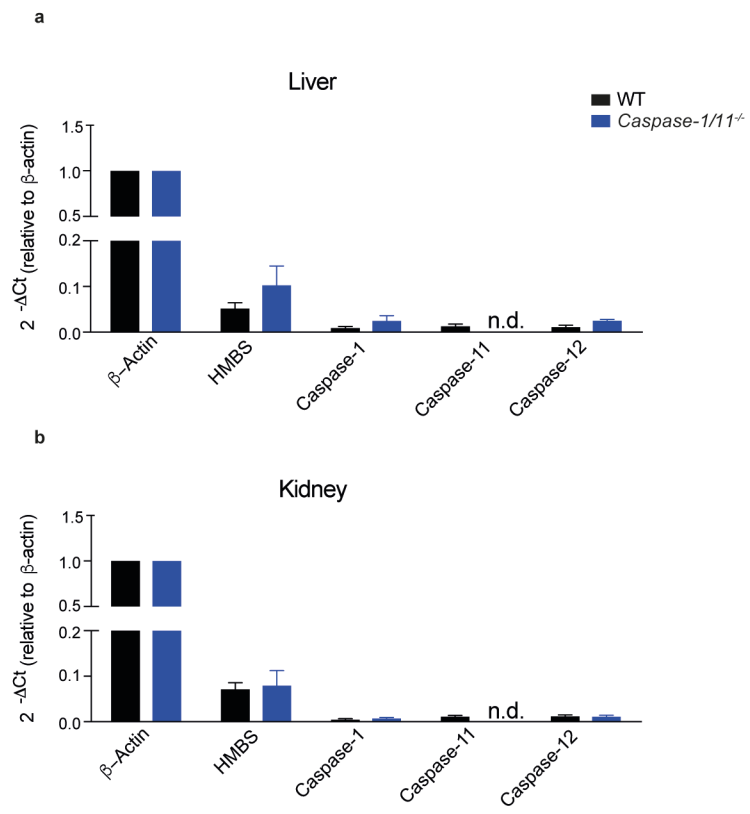 a
Liver
WT
Caspase-1/11-/-
2 -ΔCt (relative to β-actin)
1.5
1.0
0.5
0.2
0.1
0.0
n.d.
β–Actin
HMBS
Caspase-1
Caspase-11
Caspase-12
b
Kidney
2 -ΔCt (relative to β-actin)
1.5
1.0
0.5
0.2
0.1
0.0
n.d.
β–Actin
HMBS
Caspase-1
Caspase-11
Caspase-12